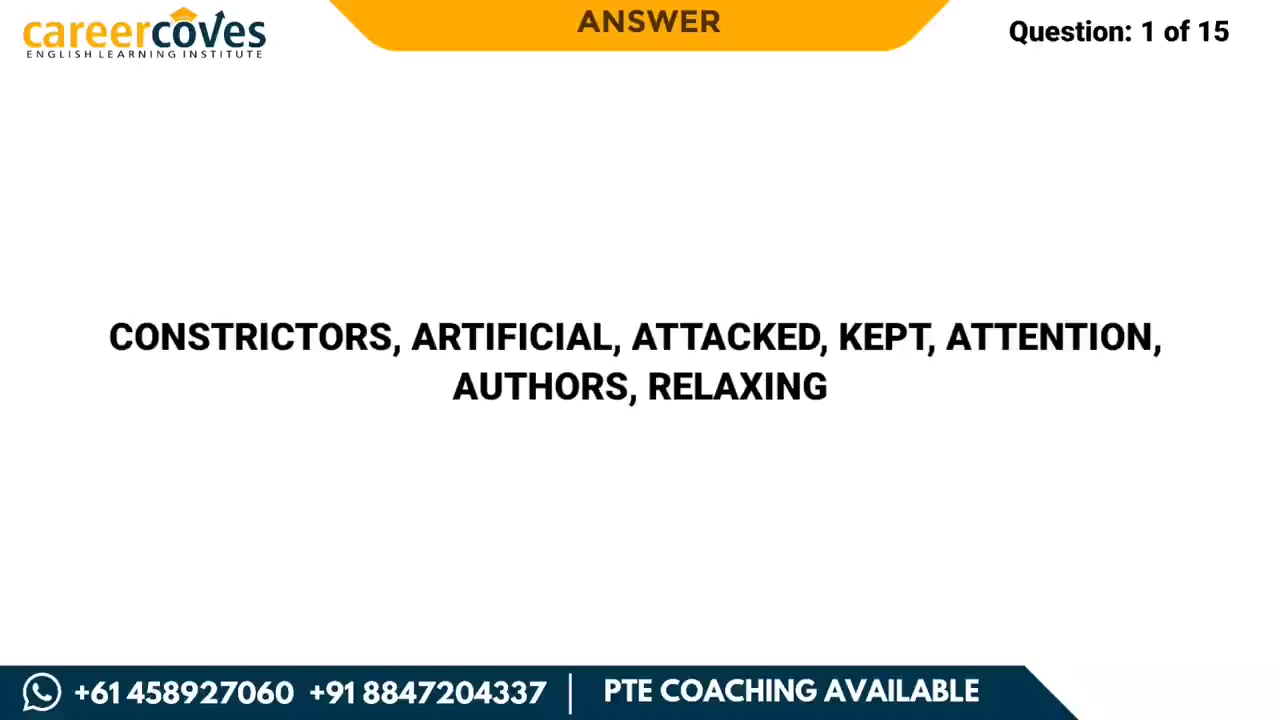 careercoves
ENGLISH LEARNING INSTITUTE
ANSWER
Question: 1 of 15
CONSTRICTORS, ARTIFICIAL, ATTACKED, KEPT, ATTENTION,
AUTHORS, RELAXING
+61 458927060 +91 8847204337 | PTE COACHING AVAILABLE